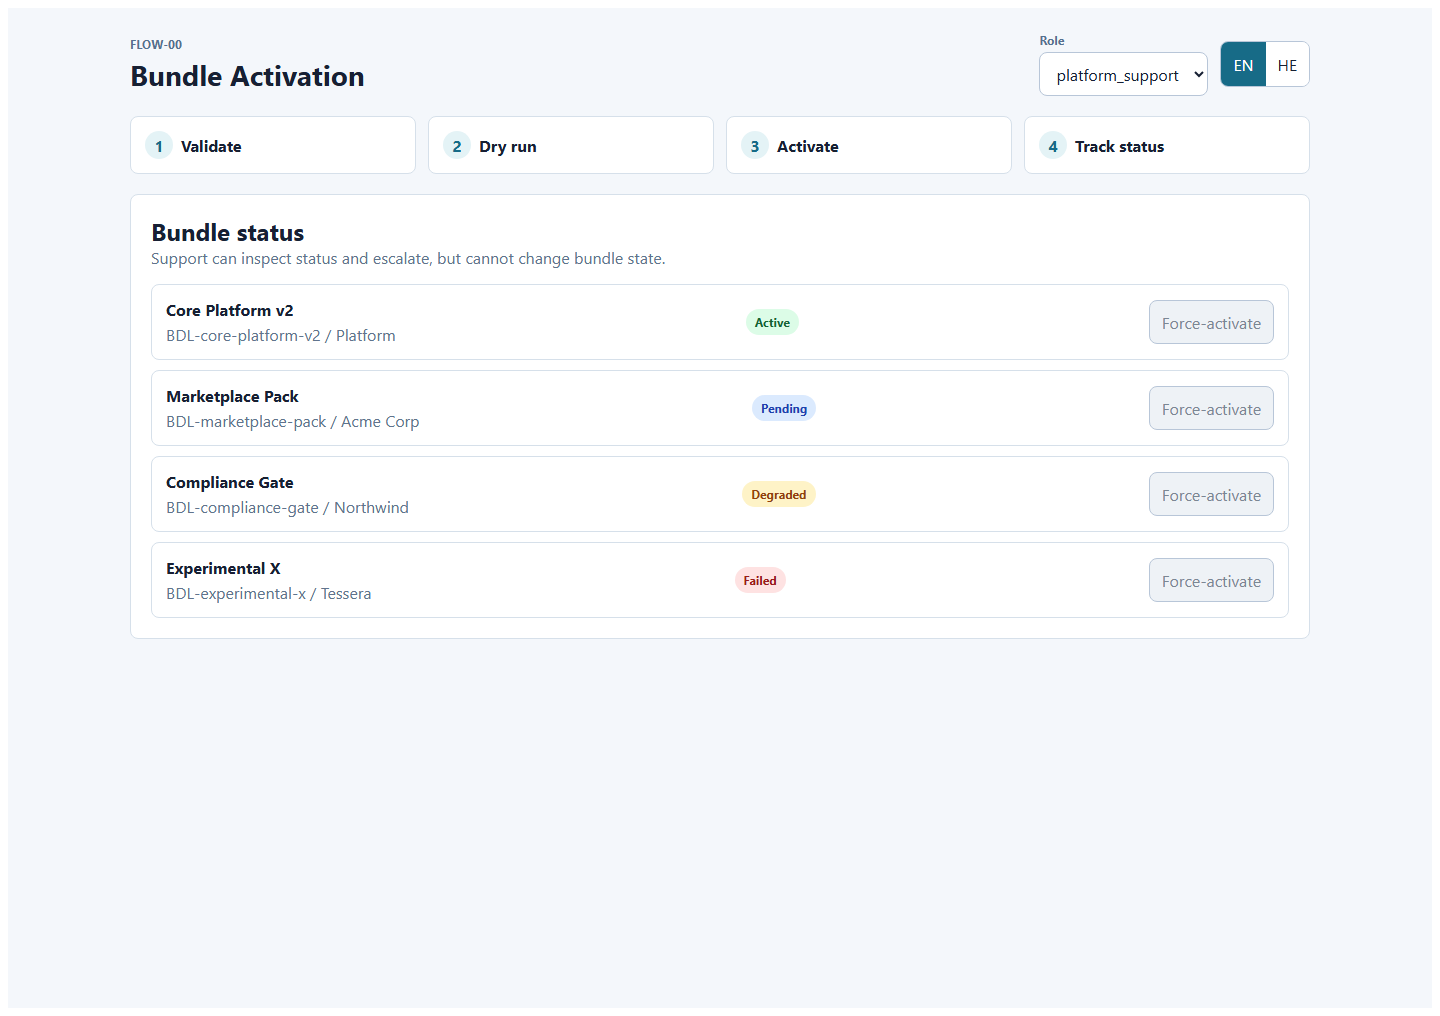 FLOW-00
Bundle Activation
Role
platform_support
EN
HE
1 Validate
2 Dry run
3 Activate
4 Track status
Bundle status
Support can inspect status and escalate, but cannot change bundle state.
Core Platform v2
BDL-core-platform-v2 / Platform
Active
Force-activate
Marketplace Pack
BDL-marketplace-pack / Acme Corp
Pending
Force-activate
Compliance Gate
BDL-compliance-gate / Northwind
Degraded
Force-activate
Experimental X
BDL-experimental-x / Tessera
Failed
Force-activate